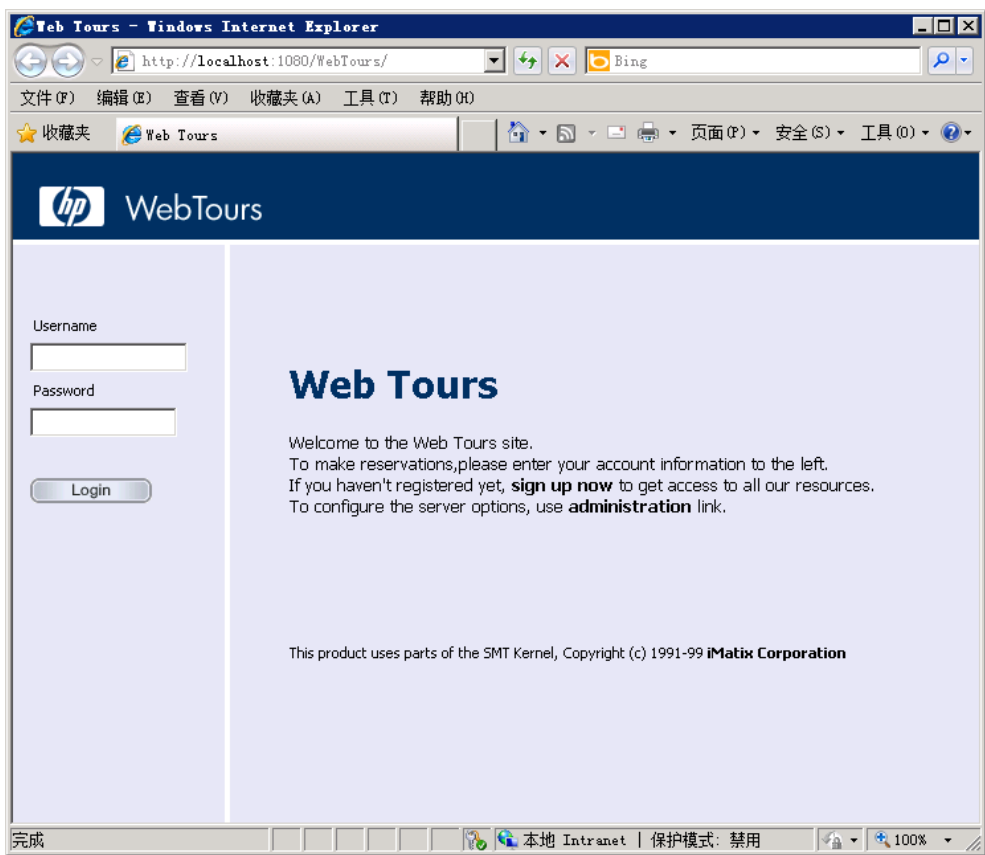 Web Tours - Windows Internet Explorer
http://localhost:1080/WebTours/
Bing
文件(F) 编辑(E) 查看(V) 收藏夹(A) 工具(T) 帮助(H)
收藏夹 Web Tours 页面(P) 安全(S) 工具(O)
hp WebTours
Username
Password
Login
Web Tours
Welcome to the Web Tours site.
To make reservations,please enter your account information to the left.
If you haven't registered yet, sign up now to get access to all our resources.
To configure the server options, use administration link.
This product uses parts of the SMT Kernel, Copyright (c) 1991-99 iMatix Corporation
完成 本地 Intranet | 保护模式: 禁用 100%